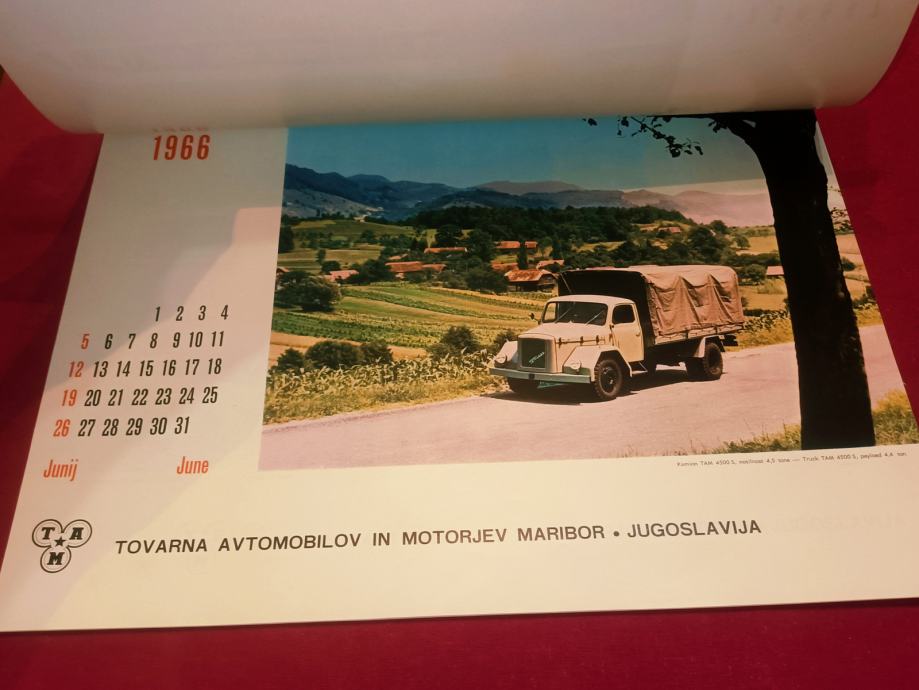 1966
1 2 3 4
5 6 7 8 9 10 11
12 13 14 15 16 17 18
19 20 21 22 23 24 25
26 27 28 29 30 31
Junij June
Kamion TAM 4500 S, nosilnost 4,5 tone — Truck TAM 4500 S, payload 4,4 ton
TAM
TOVARNA AVTOMOBILOV IN MOTORJEV MARIBOR • JUGOSLAVIJA